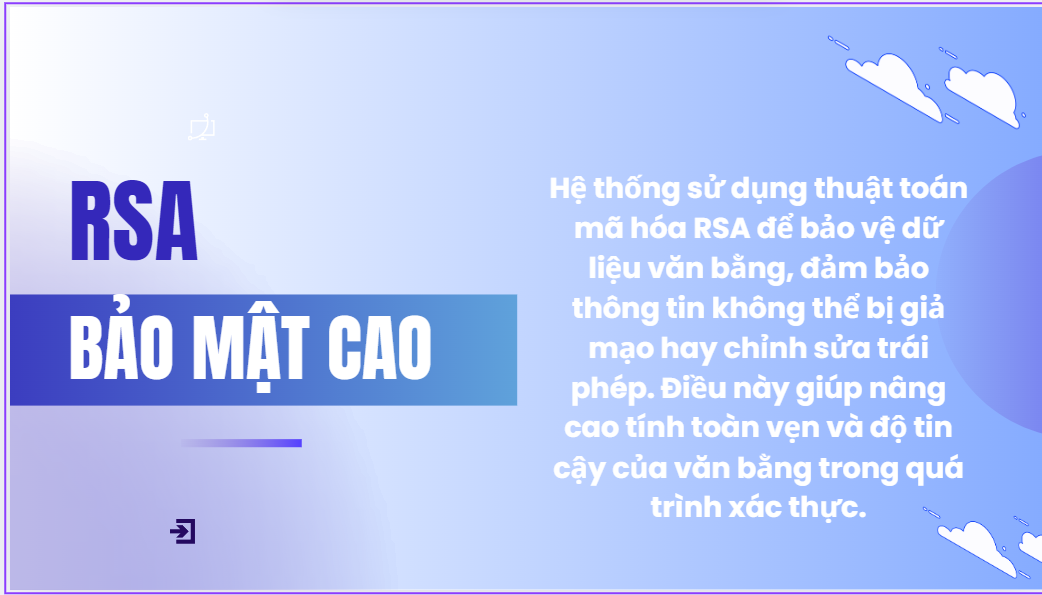 RSA
BẢO MẬT CAO
Hệ thống sử dụng thuật toán
mã hóa RSA để bảo vệ dữ
liệu văn bằng, đảm bảo
thông tin không thể bị giả
mạo hay chỉnh sửa trái
phép. Điều này giúp nâng
cao tính toàn vẹn và độ tin
cậy của văn bằng trong quá
trình xác thực.